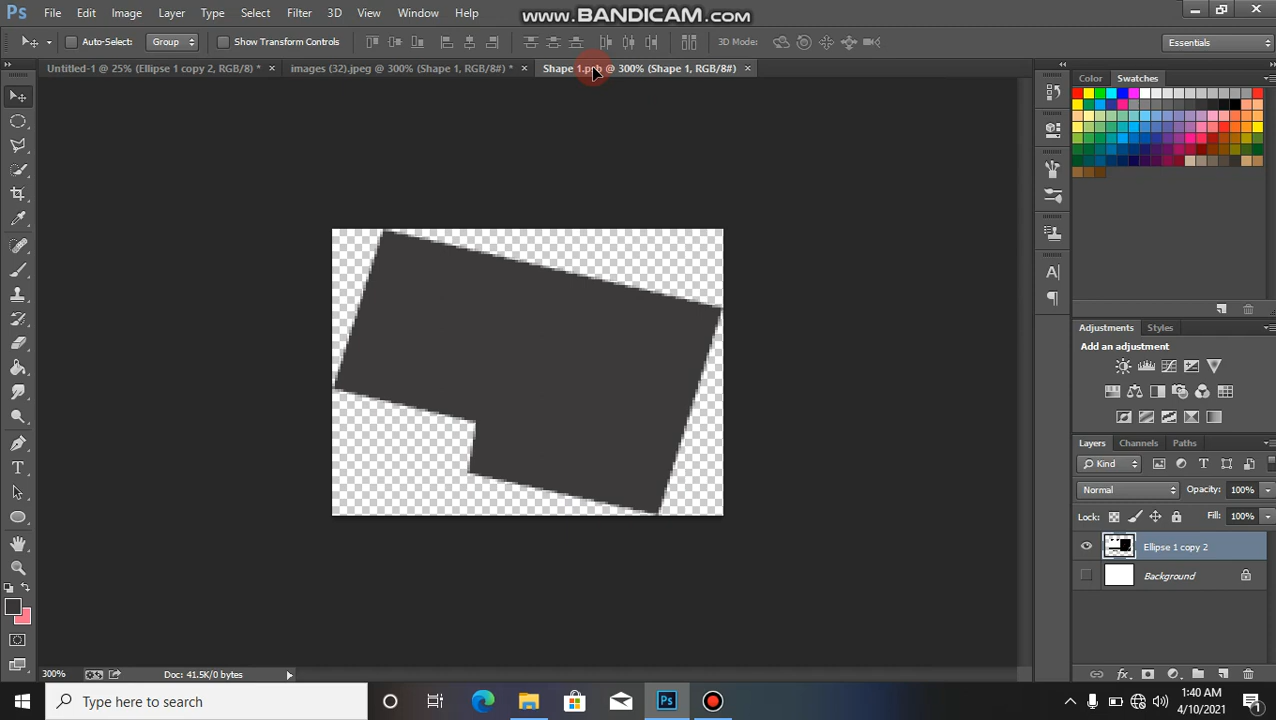 www.BANDICAM.com
Ps File Edit Image Layer Type Select Filter 3D View Window Help
Auto-Select: Group Show Transform Controls 3D Mode: Essentials
Untitled-1 @ 25% (Ellipse 1 copy 2, RGB/8) * × images (32).jpeg @ 300% (Shape 1, RGB/8#) * × Shape 1.psb @ 300% (Shape 1, RGB/8#) ×
Color Swatches
Adjustments Styles
Add an adjustment
Layers Channels Paths
Kind
Normal Opacity: 100%
Lock: Fill: 100%
Ellipse 1 copy 2
Background
300% Doc: 41.5K/0 bytes
Type here to search
Ps
1:40 AM
4/10/2021
1